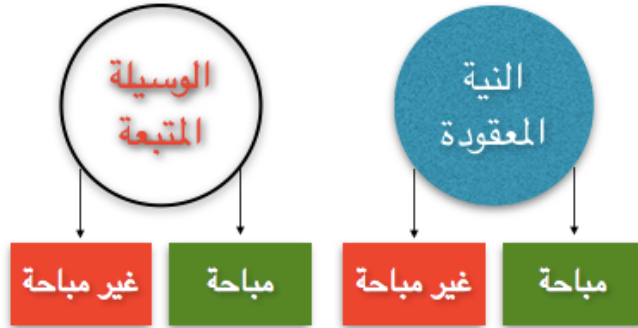 النية
المعقودة
مباحة
غير مباحة
الوسيلة
المتبعة
مباحة
غير مباحة